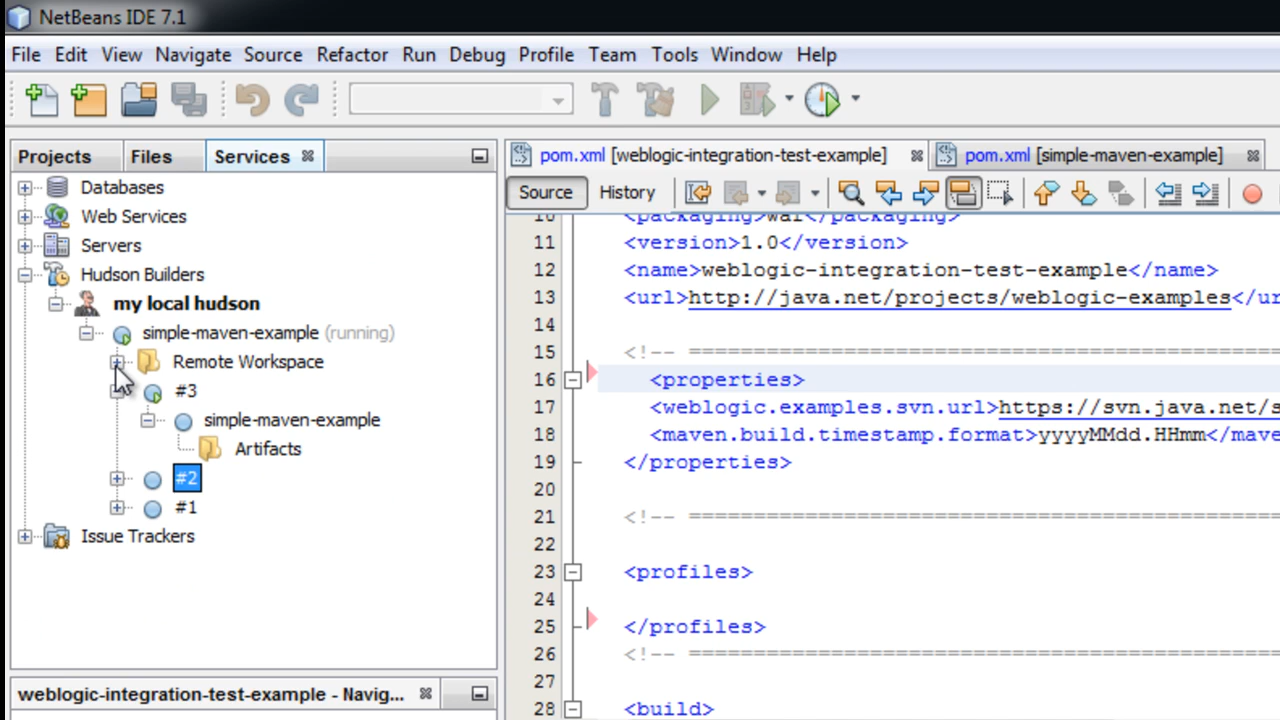 NetBeans IDE 7.1
File Edit View Navigate Source Refactor Run Debug Profile Team Tools Window Help
Projects Files Services
Databases
Web Services
Servers
Hudson Builders
my local hudson
simple-maven-example (running)
Remote Workspace
#3
simple-maven-example
Artifacts
#2
#1
Issue Trackers
weblogic-integration-test-example - Navig...
pom.xml [weblogic-integration-test-example] pom.xml [simple-maven-example]
Source History
10 <packaging>war</packaging>
11 <version>1.0</version>
12 <name>weblogic-integration-test-example</name>
13 <url>http://java.net/projects/weblogic-examples</ur
14
15 <!-- ==============================================
16 <properties>
17 <weblogic.examples.svn.url>https://svn.java.net/s
18 <maven.build.timestamp.format>yyyyMMdd.HHmm</mave
19 </properties>
20
21 <!-- ==============================================
22
23 <profiles>
24
25 </profiles>
26 <!-- ==============================================
27
28 <build>